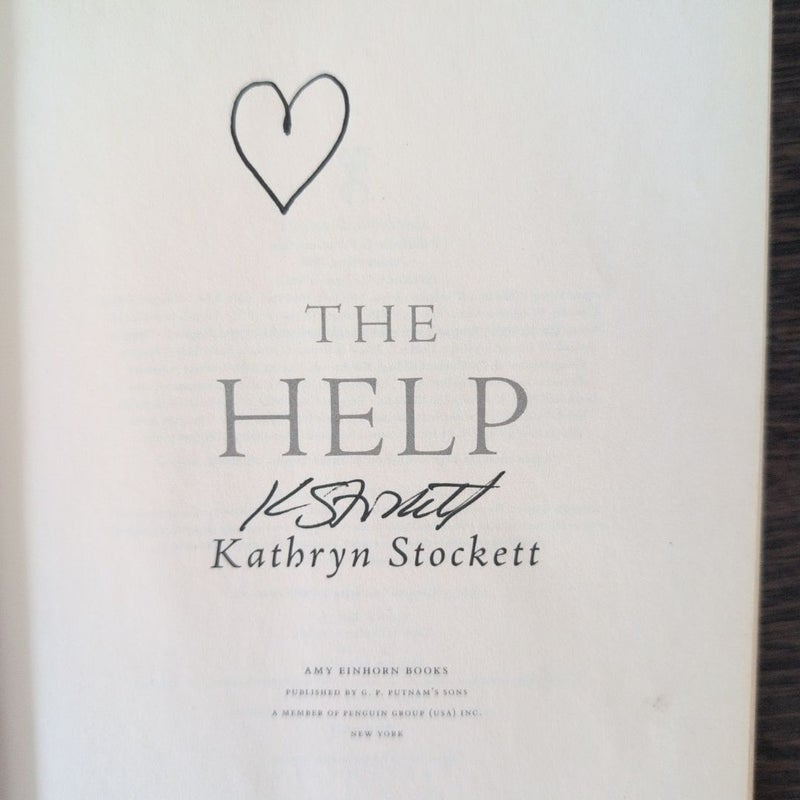 THE
HELP
K Stockett
Kathryn Stockett
AMY EINHORN BOOKS
PUBLISHED BY G. P. PUTNAM'S SONS
A MEMBER OF PENGUIN GROUP (USA) INC.
NEW YORK